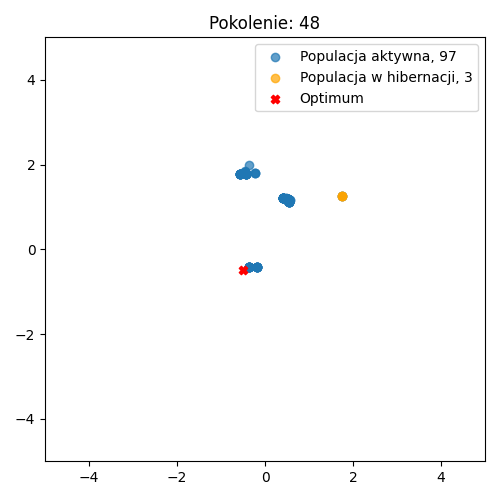 Pokolenie: 48
Populacja aktywna, 97
Populacja w hibernacji, 3
Optimum
4
2
0
−2
−4
−4 −2 0 2 4